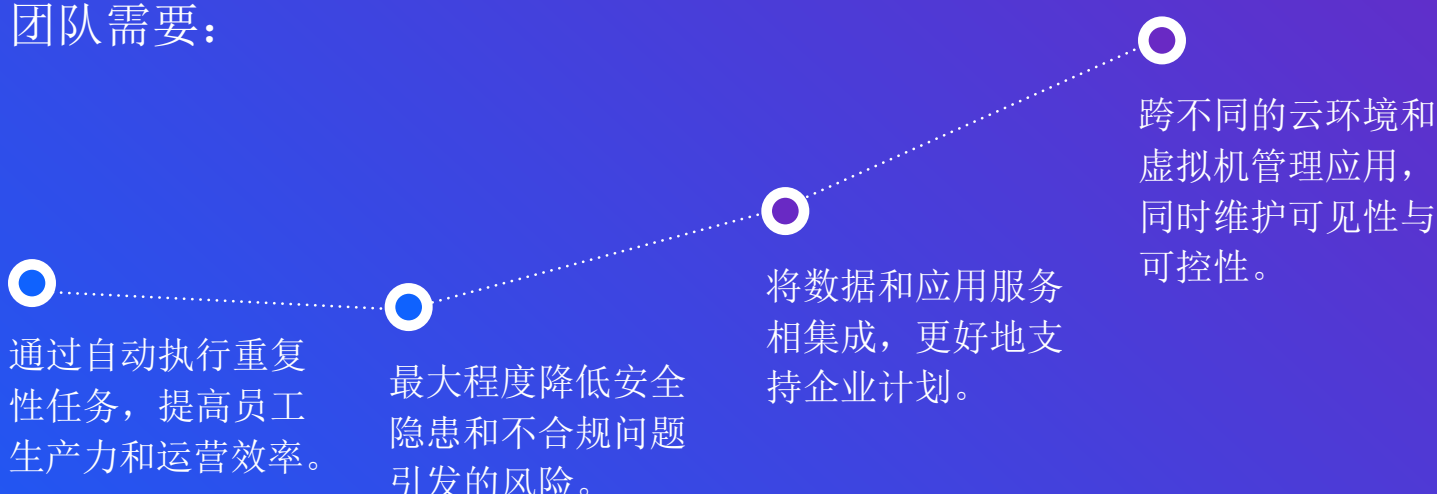 团队需要：
通过自动执行重复
性任务，提高员工
生产力和运营效率。
最大程度降低安全
隐患和不合规问题
引发的风险。
将数据和应用服务
相集成，更好地支
持企业计划。
跨不同的云环境和
虚拟机管理应用，
同时维护可见性与
可控性。